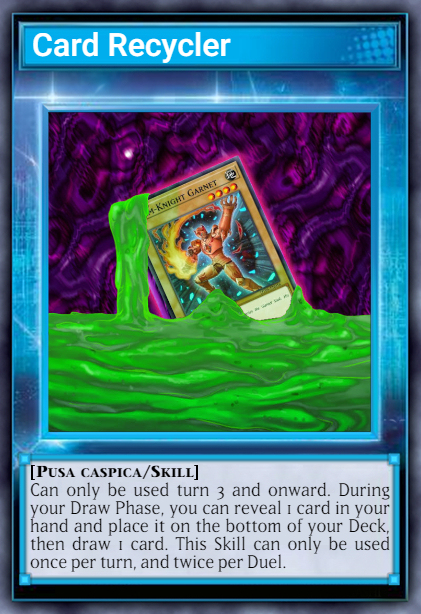 Card Recycler
-Knight Garnet
[Pusa caspica/Skill]
Can only be used turn 3 and onward. During
your Draw Phase, you can reveal 1 card in your
hand and place it on the bottom of your Deck,
then draw 1 card. This Skill can only be used
once per turn, and twice per Duel.